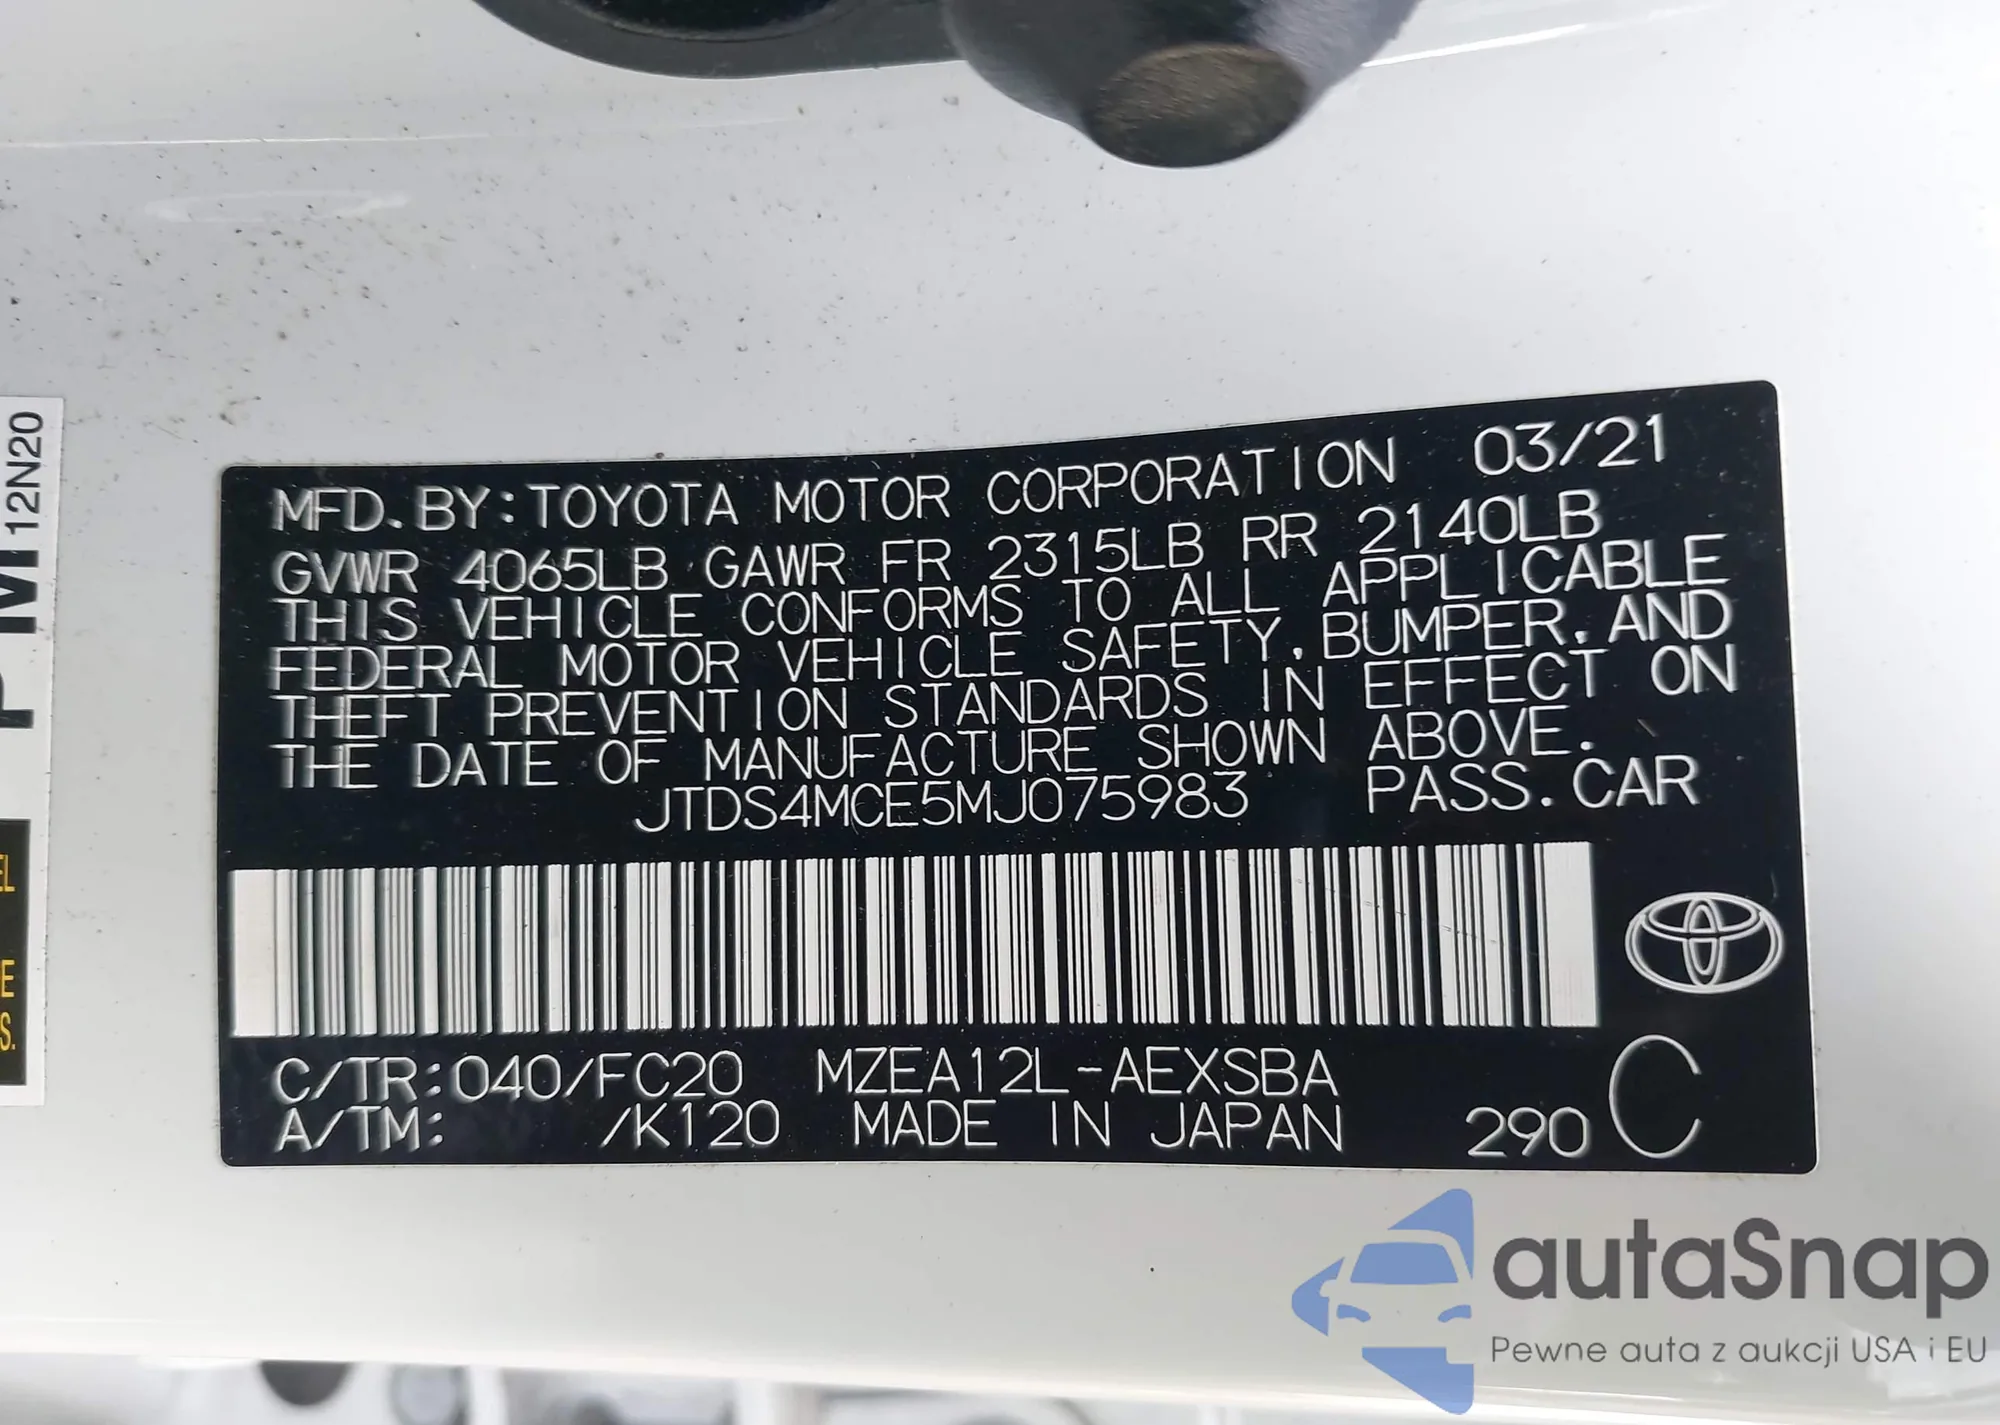 MFD. BY: TOYOTA MOTOR CORPORATION 03/21
GVWR 4065LB GAWR FR 2315LB RR 2140LB
THIS VEHICLE CONFORMS TO ALL APPLICABLE
FEDERAL MOTOR VEHICLE SAFETY, BUMPER, AND
THEFT PREVENTION STANDARDS IN EFFECT ON
THE DATE OF MANUFACTURE SHOWN ABOVE.
JTDS4MCE5MJ075983 PASS. CAR
C/TR: 040/FC20 MZEA12L-AEXSBA
A/TM: /K120 MADE IN JAPAN 290 C
12N20
autaSnap
Pewne auta z aukcji USA i EU